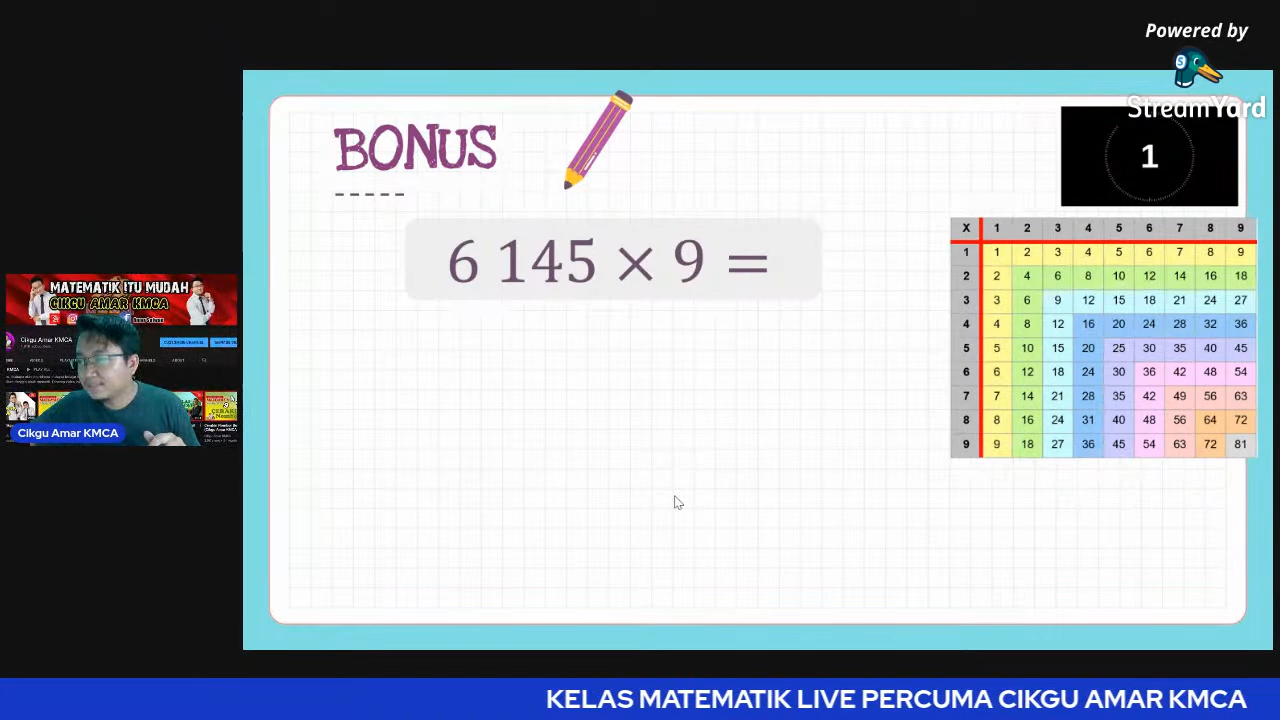 Powered by
StreamYard
BONUS
1
6 145 × 9 =
X 1 2 3 4 5 6 7 8 9
1 1 2 3 4 5 6 7 8 9
2 2 4 6 8 10 12 14 16 18
3 3 6 9 12 15 18 21 24 27
4 4 8 12 16 20 24 28 32 36
5 5 10 15 20 25 30 35 40 45
6 6 12 18 24 30 36 42 48 54
7 7 14 21 28 35 42 49 56 63
8 8 16 24 31 40 48 56 64 72
9 9 18 27 36 45 54 63 72 81
MATEMATIK ITU MUDAH
CIKGU AMAR KMCA
Cikgu Amar KMCA
Cikgu Amar KMCA
KELAS MATEMATIK LIVE PERCUMA CIKGU AMAR KMCA